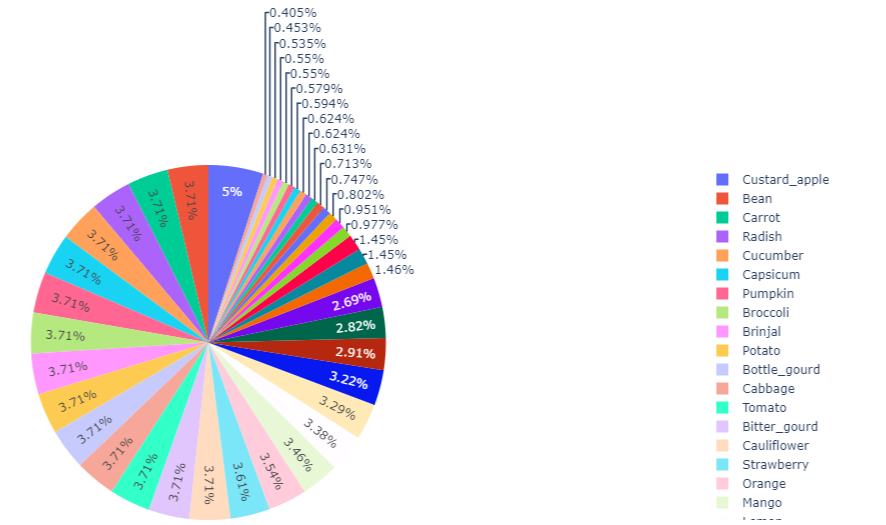 0.405%
0.453%
0.535%
0.55%
0.55%
0.579%
0.594%
0.624%
0.624%
0.631%
0.713%
0.747%
0.802%
0.951%
0.977%
1.45%
1.45%
1.46%
5%
2.69%
2.82%
2.91%
3.22%
3.29%
3.38%
3.46%
3.54%
3.61%
3.71%
3.71%
3.71%
3.71%
3.71%
3.71%
3.71%
3.71%
3.71%
3.71%
3.71%
3.71%
3.71%
3.71%
Custard_apple
Bean
Carrot
Radish
Cucumber
Capsicum
Pumpkin
Broccoli
Brinjal
Potato
Bottle_gourd
Cabbage
Tomato
Bitter_gourd
Cauliflower
Strawberry
Orange
Mango